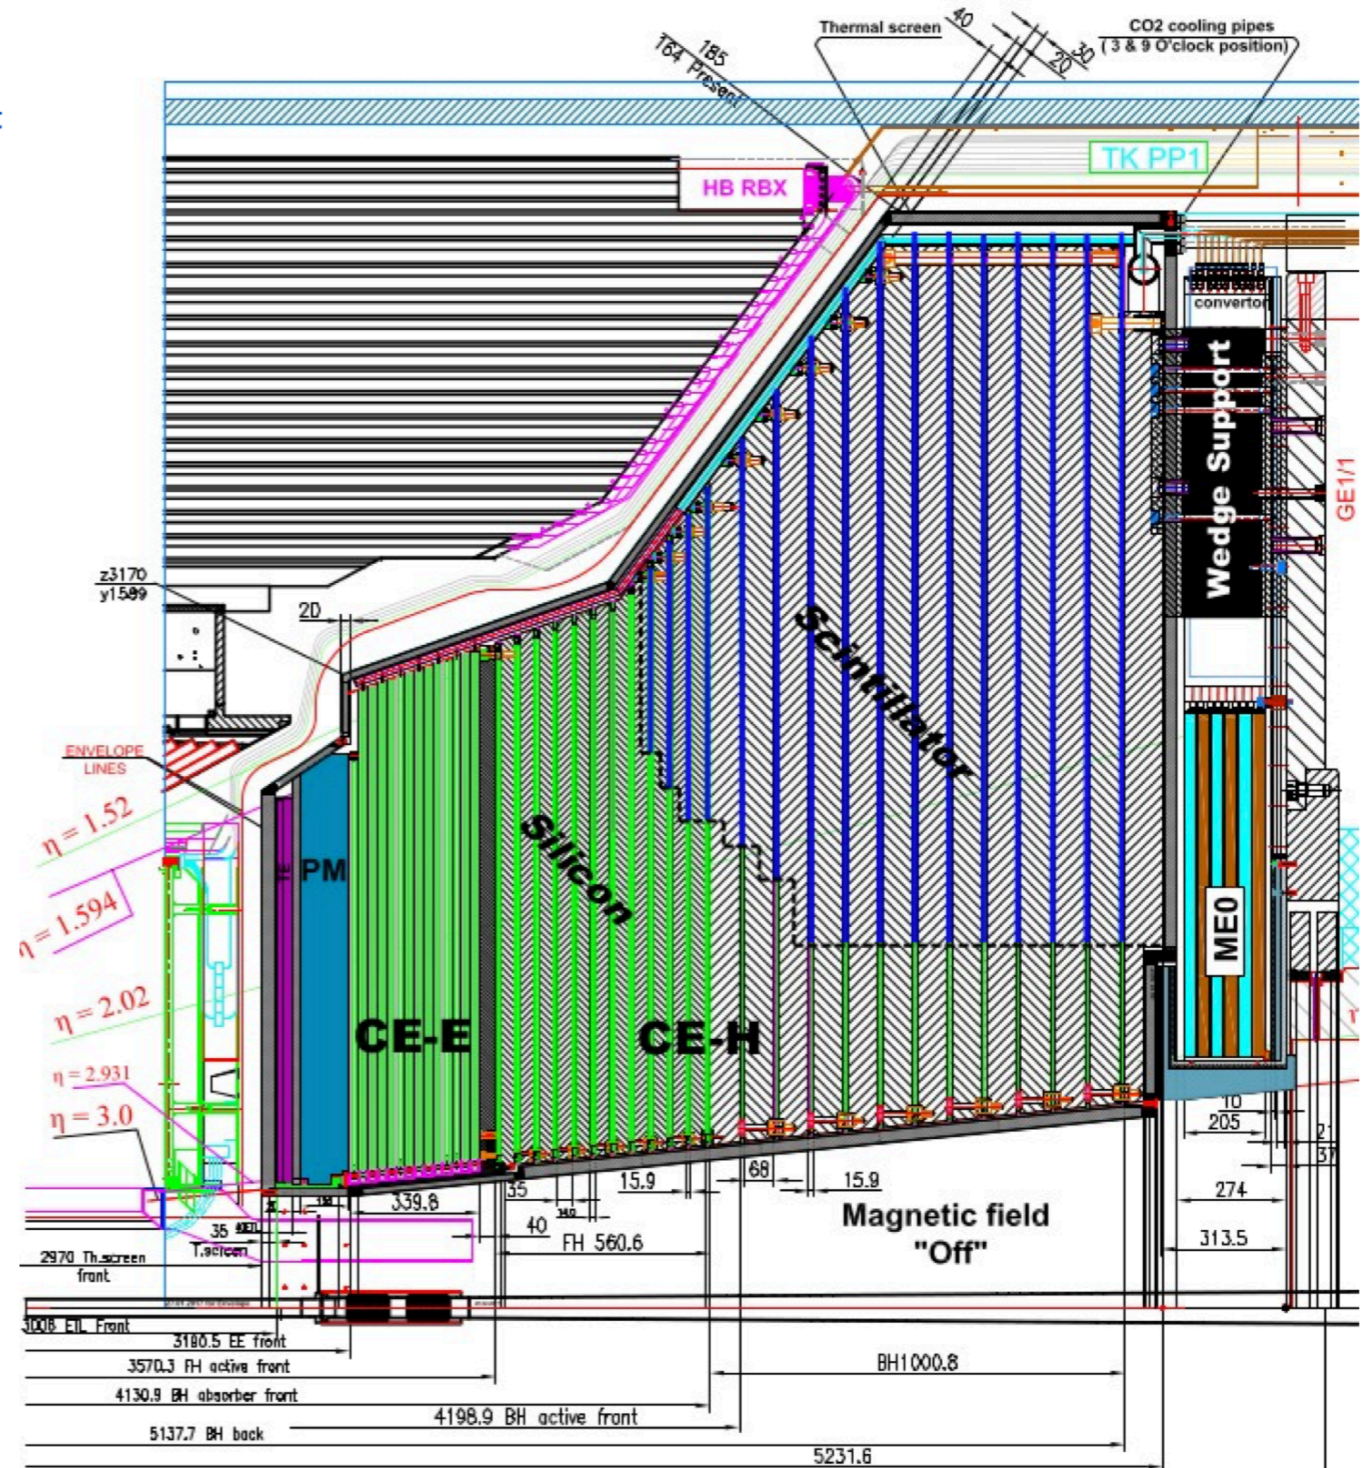 40
Thermal screen
30
20
CO2 cooling pipes
( 3 & 9 O'clock position)
185
164 Present
TK PP1
HB RBX
convertor
Wedge Support
GE1/1
z3170
y1599
20
Scintillator
ENVELOPE
LINES
η = 1.52
PM
Silicon
η = 1.594
ME0
η = 2.02
CE-E
CE-H
η = 2.931
η = 3.0
10
205
21
37
339.8
35
15.9
68
15.9
274
35
T.screen
40
FH 560.6
Magnetic field
"Off"
313.5
2970 Th.screen
front
3008 ETL Front
3180.5 EE front
3570.3 FH active front
BH1000.8
4130.9 BH absorber front
4198.9 BH active front
5137.7 BH back
5231.6